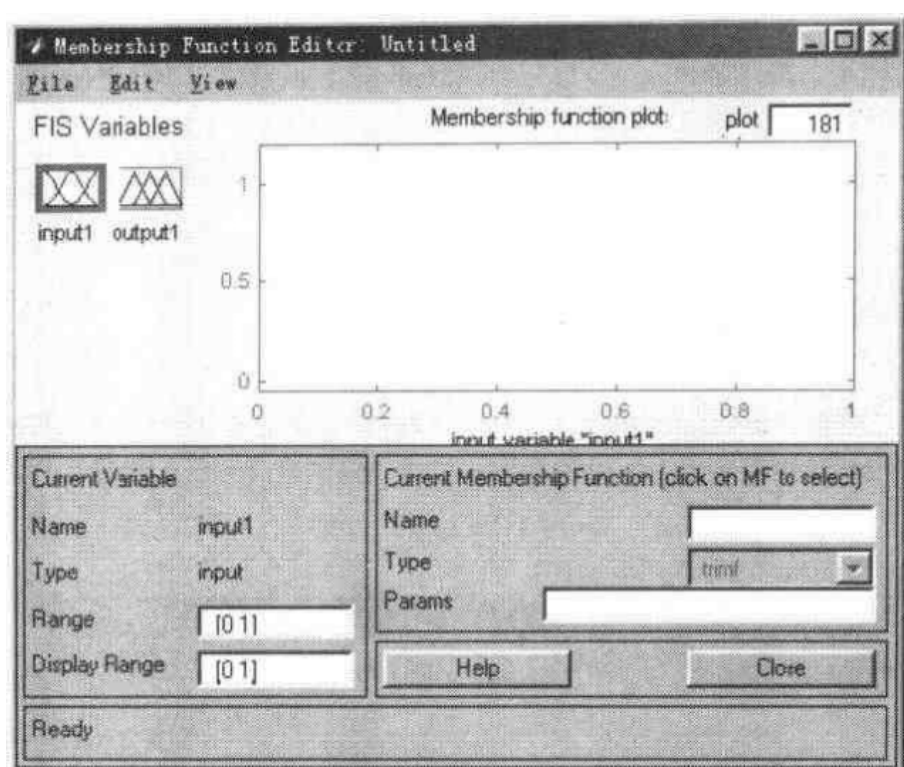 Membership Function Editor: Untitled
File Edit View
FIS Variables
Membership function plot: plot 181
input1 output1
1
0.5
0
0 0.2 0.4 0.6 0.8 1
input variable "input1"
Current Variable
Name input1
Type input
Range [0 1]
Display Range [0 1]
Current Membership Function (click on MF to select)
Name
Type trimf
Params
Help Close
Ready